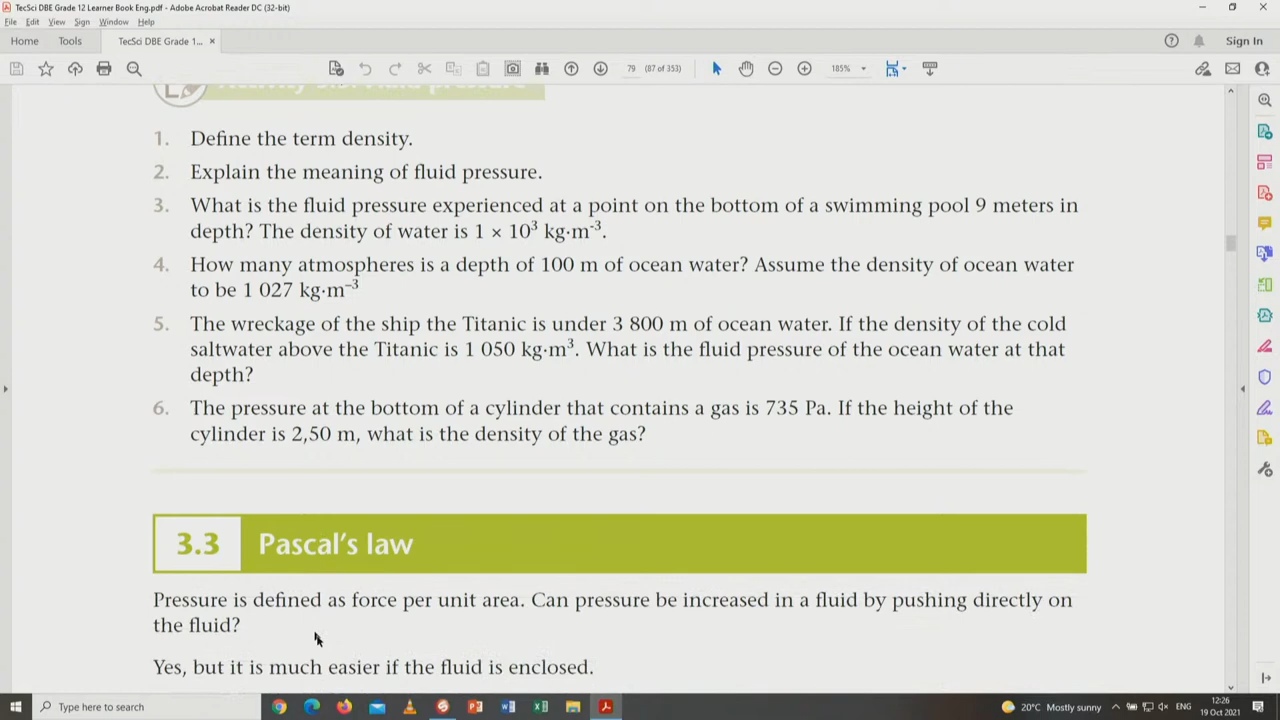 TecSci DBE Grade 12 Learner Book Eng.pdf - Adobe Acrobat Reader DC (32-bit)
File Edit View Sign Window Help
Home Tools TecSci DBE Grade 1... × Sign In
79 (87 of 353) 185%
1. Define the term density.
2. Explain the meaning of fluid pressure.
3. What is the fluid pressure experienced at a point on the bottom of a swimming pool 9 meters in
depth? The density of water is 1 × 10³ kg·m⁻³.
4. How many atmospheres is a depth of 100 m of ocean water? Assume the density of ocean water
to be 1 027 kg·m⁻³
5. The wreckage of the ship the Titanic is under 3 800 m of ocean water. If the density of the cold
saltwater above the Titanic is 1 050 kg·m³. What is the fluid pressure of the ocean water at that
depth?
6. The pressure at the bottom of a cylinder that contains a gas is 735 Pa. If the height of the
cylinder is 2,50 m, what is the density of the gas?
3.3 Pascal's law
Pressure is defined as force per unit area. Can pressure be increased in a fluid by pushing directly on
the fluid?
Yes, but it is much easier if the fluid is enclosed.
Type here to search 20°C Mostly sunny ENG 12:26
19 Oct 2021